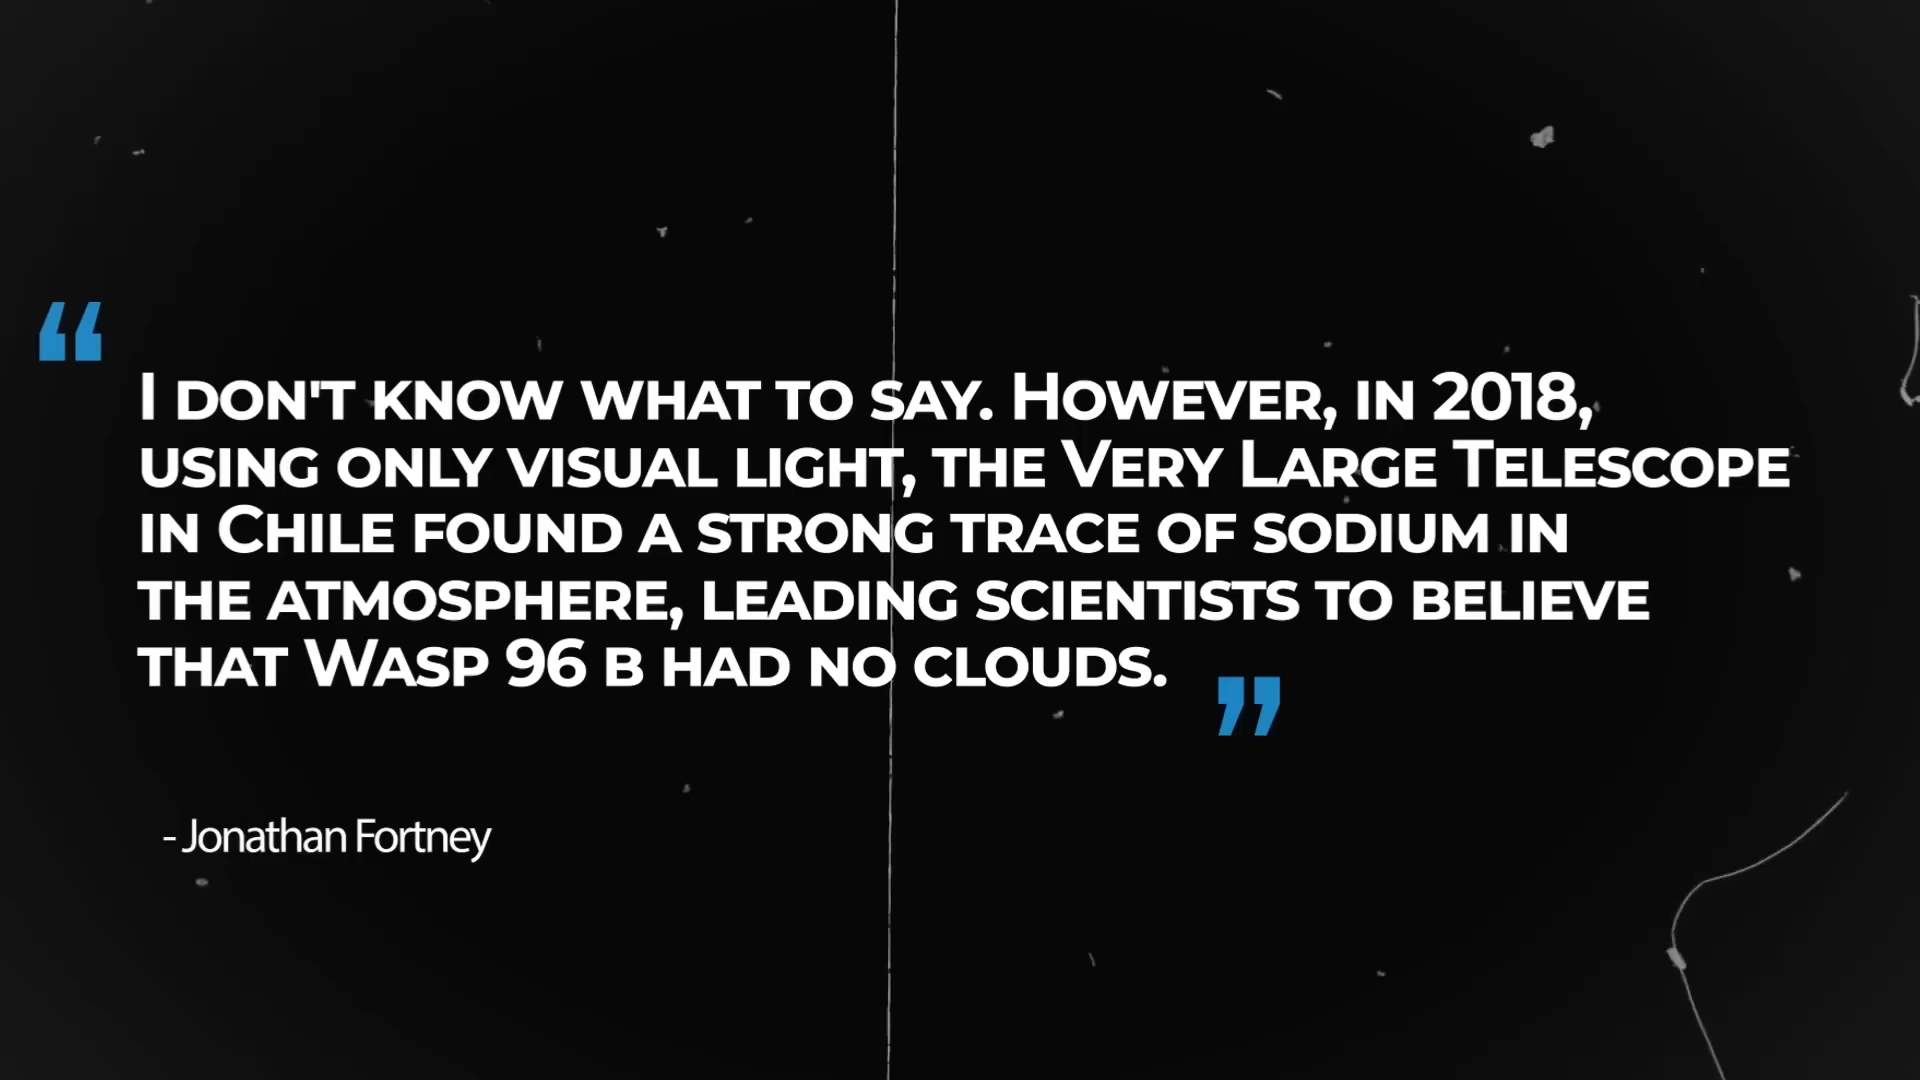 “
I DON'T KNOW WHAT TO SAY. HOWEVER, IN 2018,
USING ONLY VISUAL LIGHT, THE VERY LARGE TELESCOPE
IN CHILE FOUND A STRONG TRACE OF SODIUM IN
THE ATMOSPHERE, LEADING SCIENTISTS TO BELIEVE
THAT WASP 96 B HAD NO CLOUDS.
”
- Jonathan Fortney